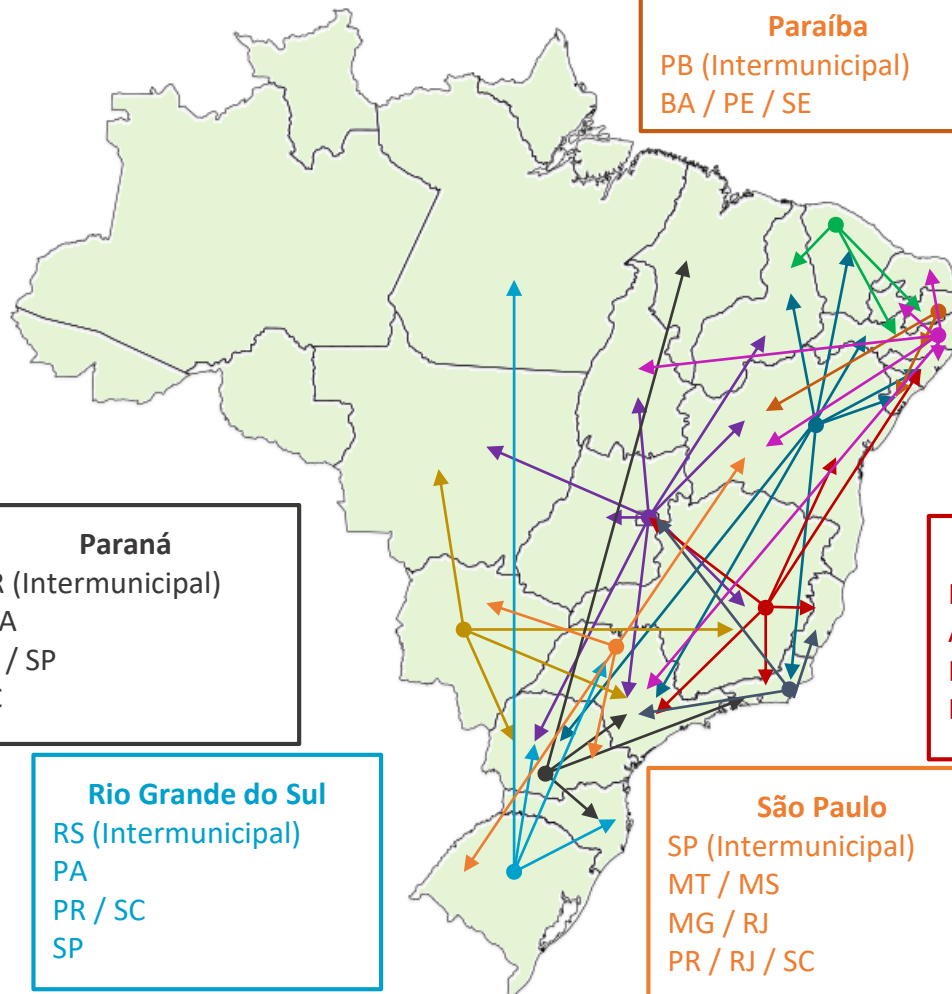 Paraíba
PB (Intermunicipal)
BA / PE / SE
Paraná
(Intermunicipal)
/ SP
Rio Grande do Sul
RS (Intermunicipal)
PA
PR / SC
SP
São Paulo
SP (Intermunicipal)
MT / MS
MG / RJ
PR / RJ / SC